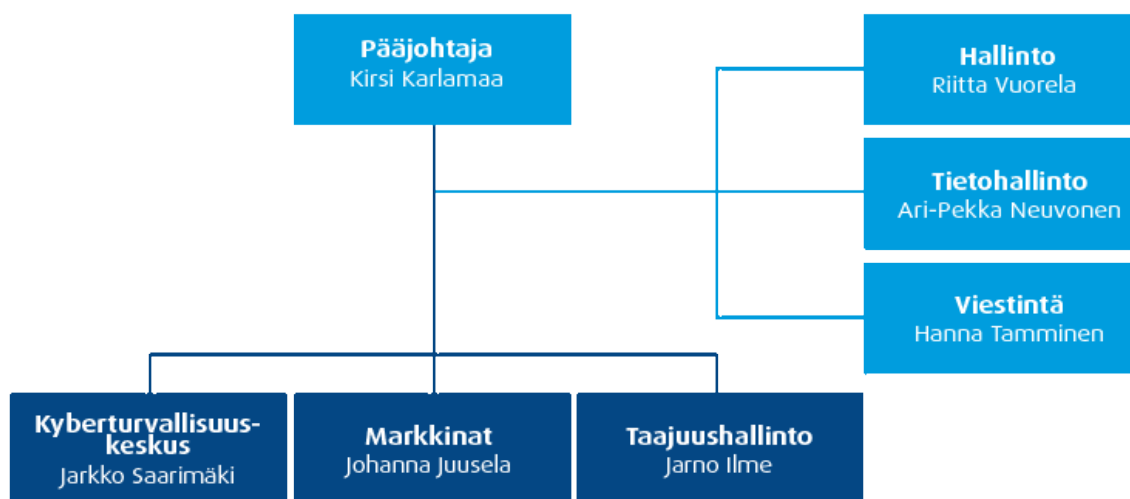 Pääjohtaja
Kirsi Karlamaa
Hallinto
Riitta Vuorela
Tietohallinto
Ari-Pekka Neuvonen
Viestintä
Hanna Tamminen
Kyberturvallisuus-
keskus
Jarkko Saarimäki
Markkinat
Johanna Juusela
Taajuushallinto
Jarno Ilme